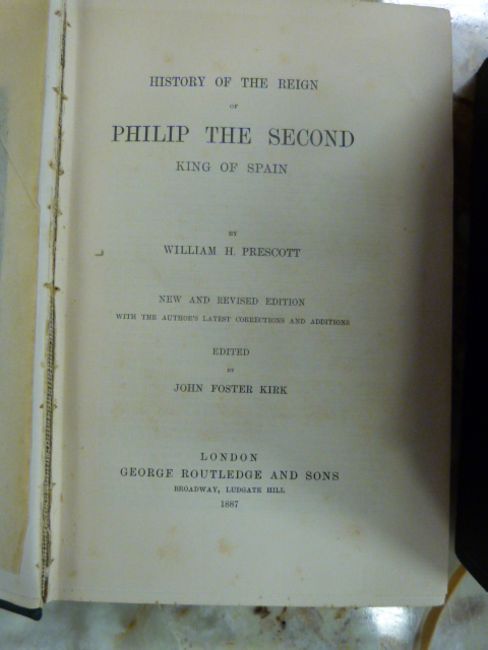 HISTORY OF THE REIGN
OF
PHILIP THE SECOND
KING OF SPAIN
BY
WILLIAM H. PRESCOTT
NEW AND REVISED EDITION
WITH THE AUTHOR'S LATEST CORRECTIONS AND ADDITIONS
EDITED
BY
JOHN FOSTER KIRK
LONDON
GEORGE ROUTLEDGE AND SONS
BROADWAY, LUDGATE HILL
1887